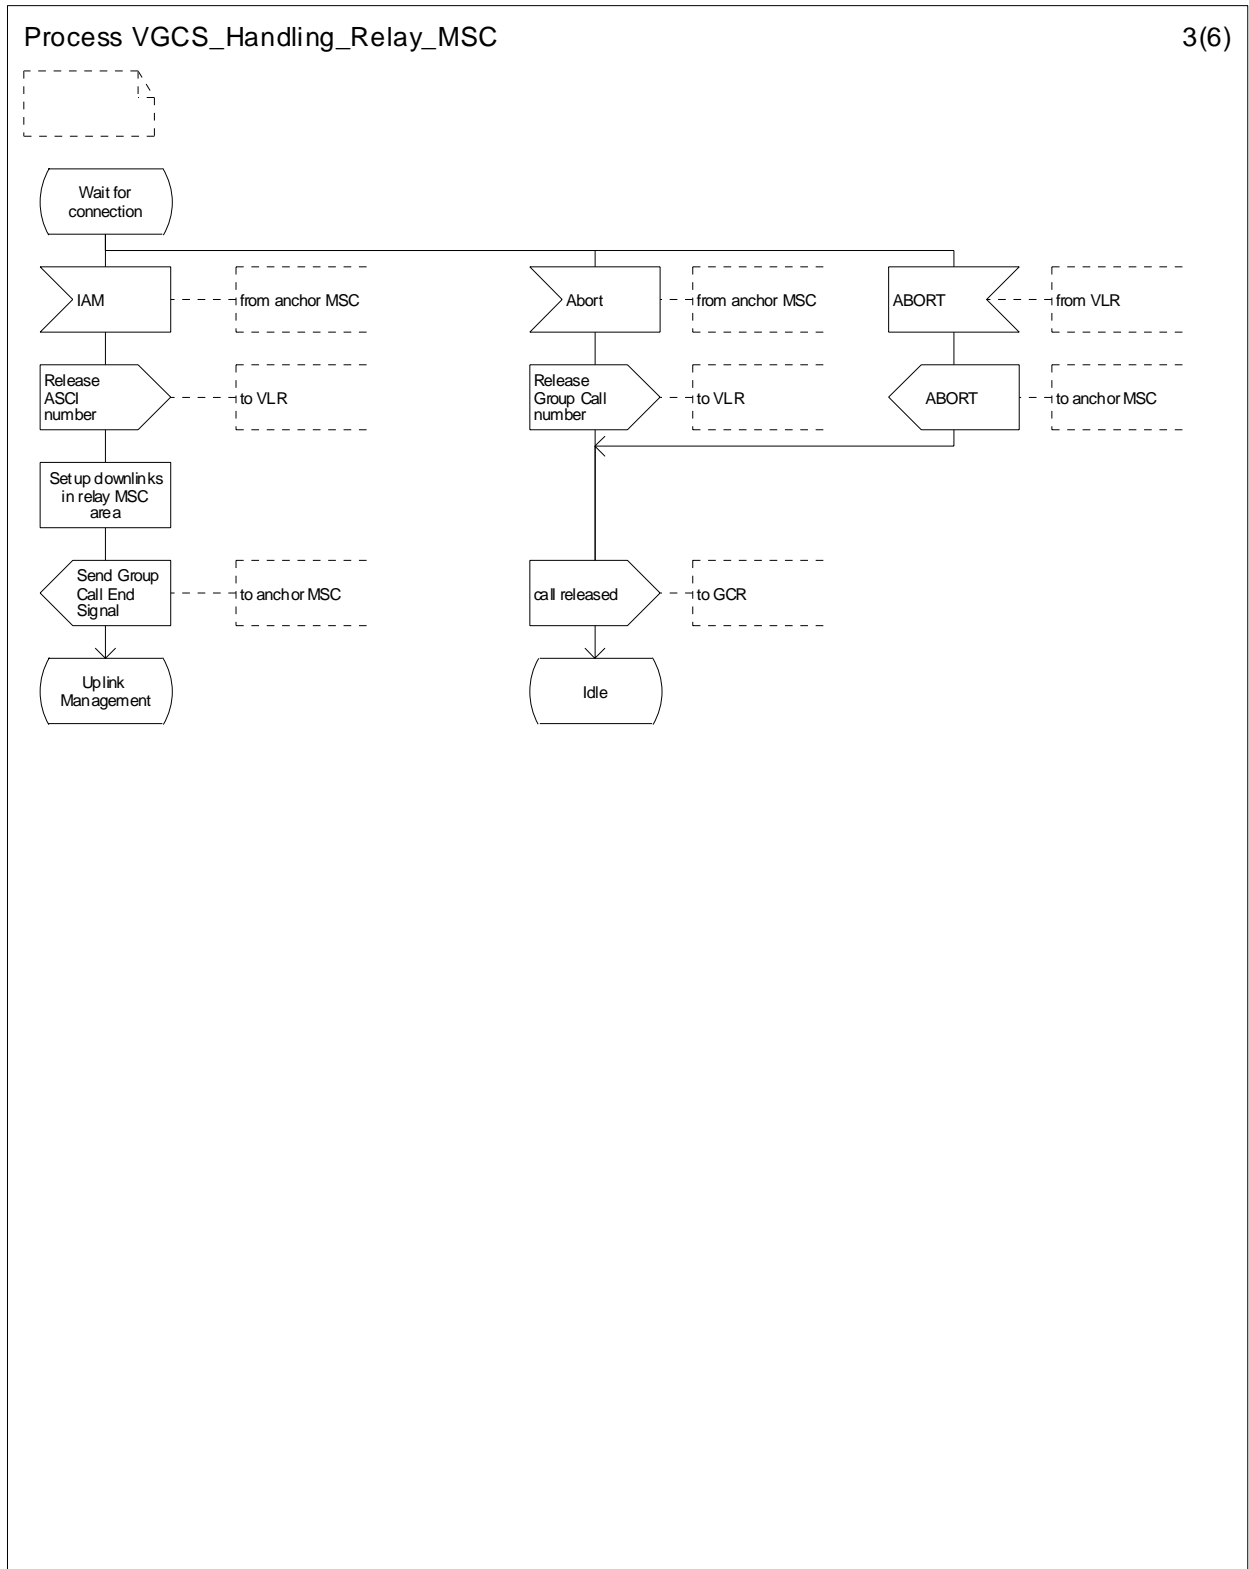 Process VGCS_Handling_Relay_MSC
3(6)
Wait for
connection
IAM
from anchor MSC
Abort
from anchor MSC
ABORT
from VLR
Release
ASCI
number
to VLR
Release
Group Call
number
to VLR
ABORT
to anchor MSC
Set up downlinks
in relay MSC
area
Send Group
Call End
Signal
to anchor MSC
call released
to GCR
Uplink
Management
Idle